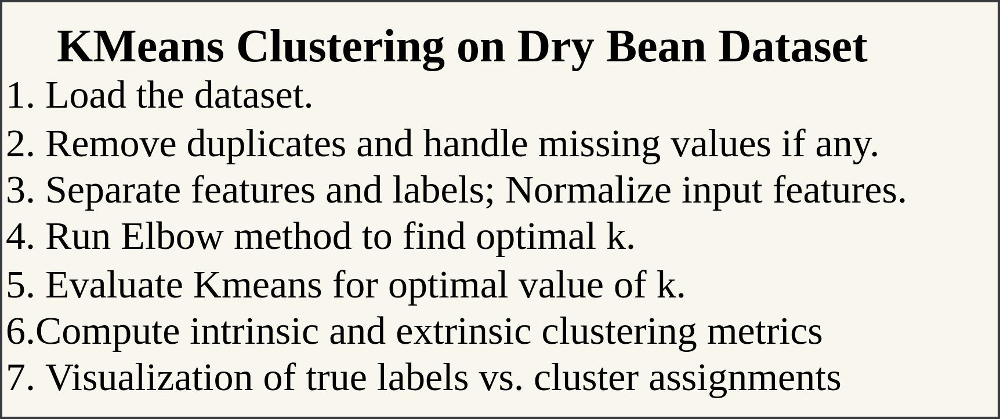 KMeans Clustering on Dry Bean Dataset
1. Load the dataset.
2. Remove duplicates and handle missing values if any.
3. Separate features and labels; Normalize input features.
4. Run Elbow method to find optimal k.
5. Evaluate Kmeans for optimal value of k.
6.Compute intrinsic and extrinsic clustering metrics
7. Visualization of true labels vs. cluster assignments